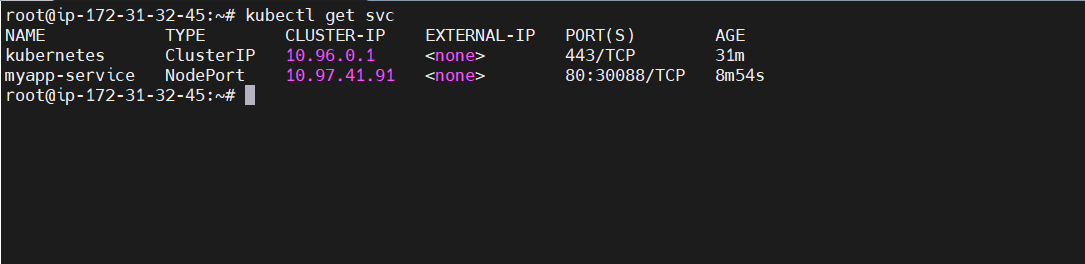 root@ip-172-31-32-45:~# kubectl get svc
NAME            TYPE        CLUSTER-IP    EXTERNAL-IP   PORT(S)        AGE
kubernetes      ClusterIP   10.96.0.1     <none>        443/TCP        31m
myapp-service   NodePort    10.97.41.91   <none>        80:30088/TCP   8m54s
root@ip-172-31-32-45:~#